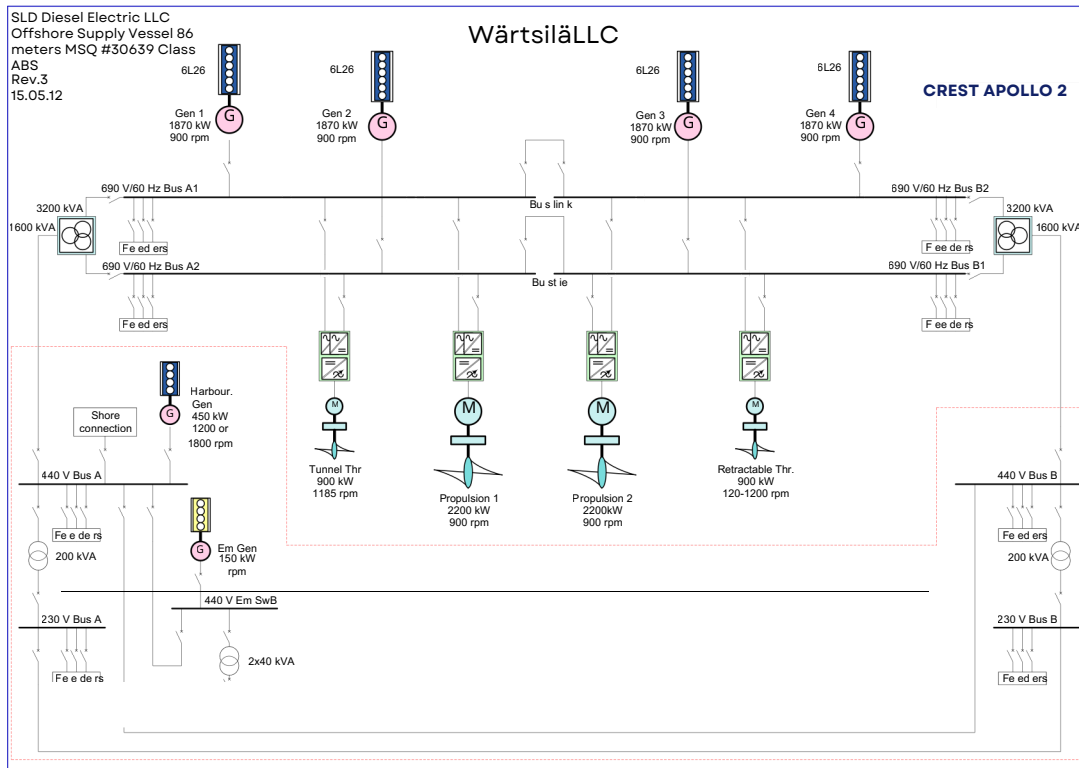 SLD Diesel Electric LLC
Offshore Supply Vessel 86
meters MSQ #30639 Class
ABS
Rev.3
15.05.12
WärtsiläLLC
CREST APOLLO 2
6L26
6L26
6L26
6L26
G
G
G
G
Gen 1
1870 kW
900 rpm
Gen 2
1870 kW
900 rpm
Gen 3
1870 kW
900 rpm
Gen 4
1870 kW
900 rpm
690 V/60 Hz Bus A1
Bu s lin k
690 V/60 Hz Bus B2
3200 kVA
1600 kVA
3200 kVA
1600 kVA
Fe ed ers
F ee de rs
690 V/60 Hz Bus A2
Bu st ie
690 V/60 Hz Bus B1
Fe ed ers
F ee de rs
Harbour.
Gen
450 kW
1200 or
1800 rpm
G
Shore
connection
M
M
M
M
Tunnel Thr
900 kW
1185 rpm
Propulsion 1
2200 kW
900 rpm
Propulsion 2
2200kW
900 rpm
Retractable Thr.
900 kW
120-1200 rpm
440 V Bus A
440 V Bus B
Fe e de rs
Fe ed ers
200 kVA
200 kVA
G
Em Gen
150 kW
rpm
440 V Em SwB
230 V Bus A
230 V Bus B
2x40 kVA
Fe e de rs
Fe ed ers